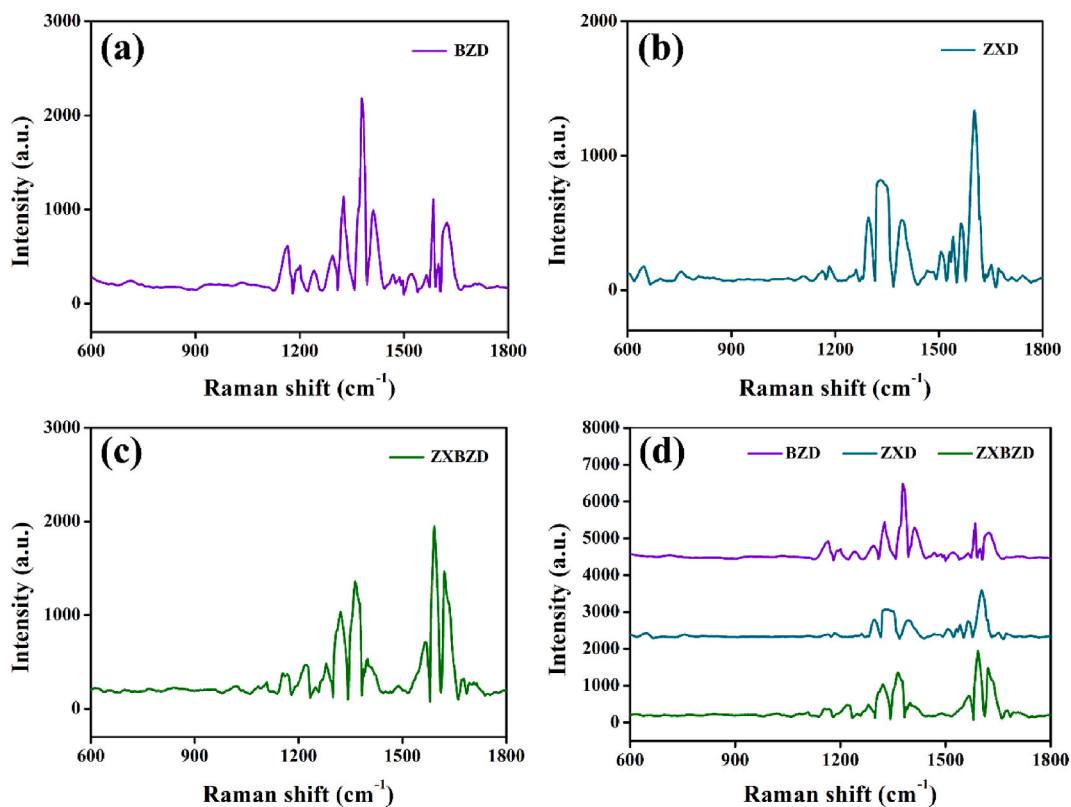 (a)
BZD
3000
2000
1000
0
Intensity (a.u.)
600 900 1200 1500 1800
Raman shift (cm⁻¹)
(b)
ZXD
2000
1000
0
Intensity (a.u.)
600 900 1200 1500 1800
Raman shift (cm⁻¹)
(c)
ZXBZD
3000
2000
1000
0
Intensity (a.u.)
600 900 1200 1500 1800
Raman shift (cm⁻¹)
(d)
BZD ZXD ZXBZD
8000
7000
6000
5000
4000
3000
2000
1000
0
Intensity (a.u.)
600 900 1200 1500 1800
Raman shift (cm⁻¹)